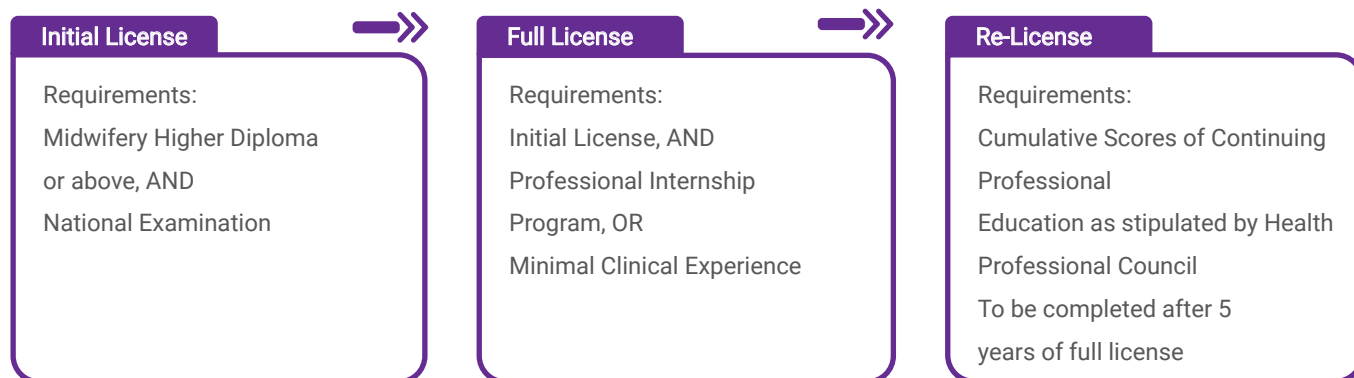 Initial License
Requirements:
Midwifery Higher Diploma
or above, AND
National Examination
Full License
Requirements:
Initial License, AND
Professional Internship
Program, OR
Minimal Clinical Experience
Re-License
Requirements:
Cumulative Scores of Continuing
Professional
Education as stipulated by Health
Professional Council
To be completed after 5
years of full license